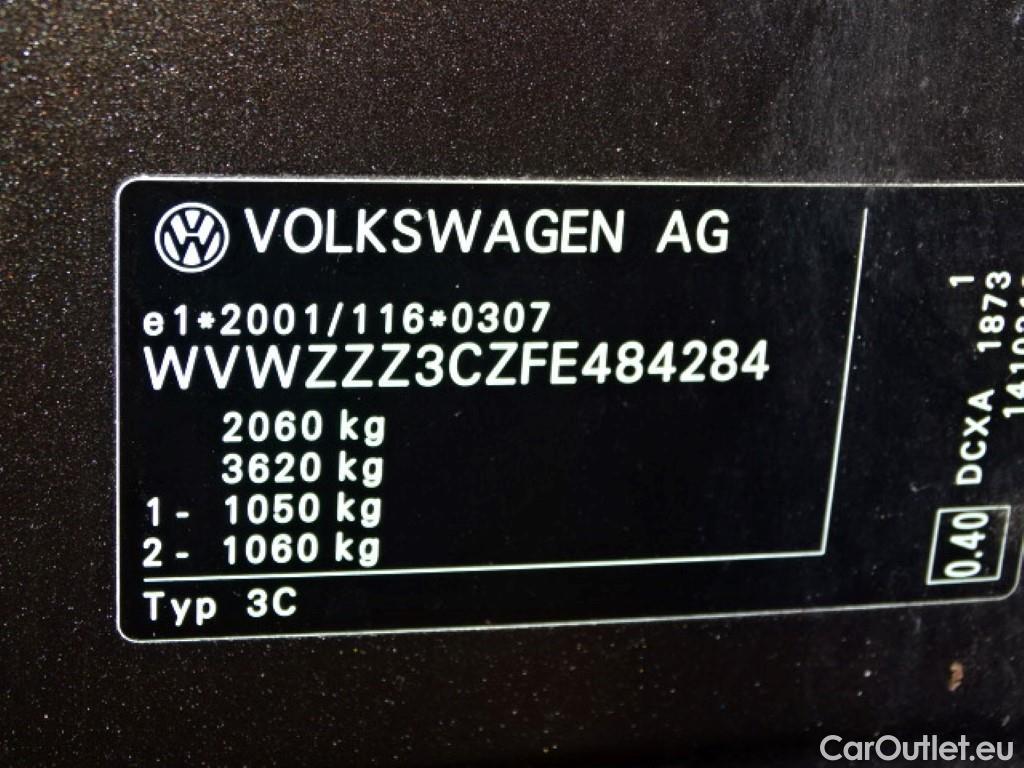 VOLKSWAGEN AG
e1*2001/116*0307
WVWZZZ3CZFE484284
2060 kg
3620 kg
1- 1050 kg
2- 1060 kg
Typ 3C
0.40
DCXA 1873 1
CarOutlet.eu